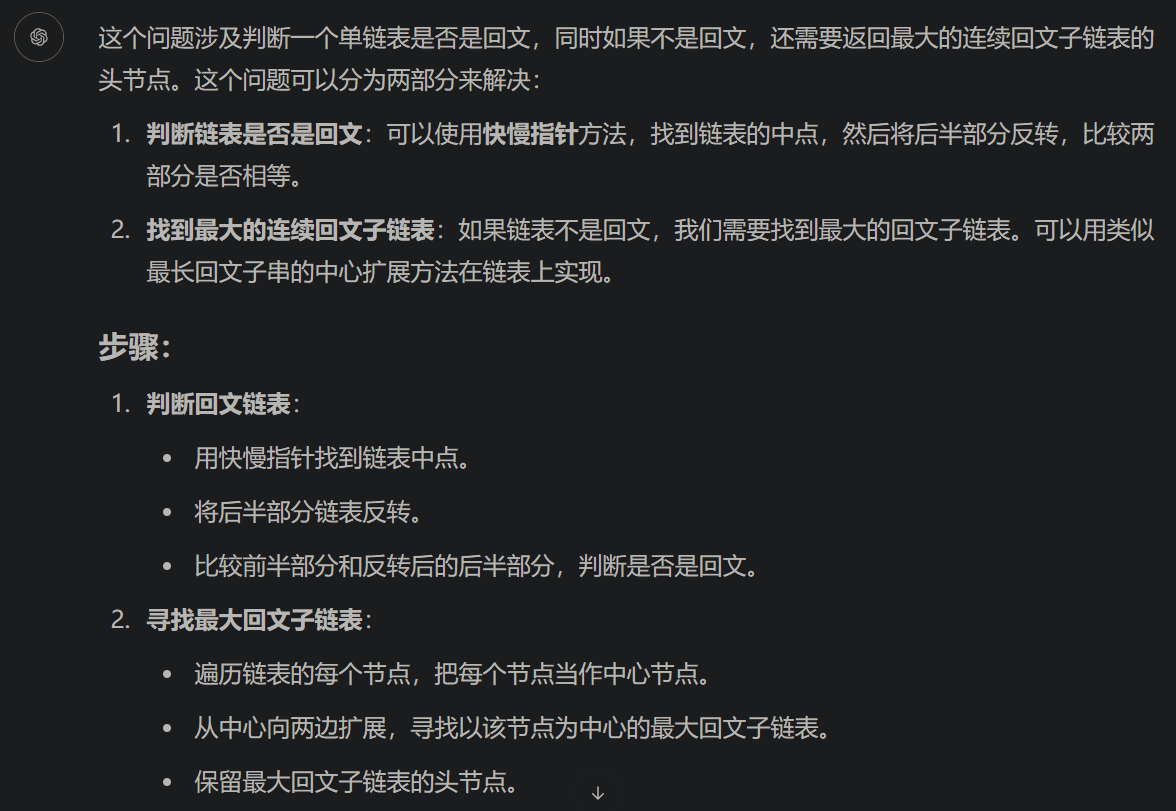 这个问题涉及判断一个单链表是否是回文，同时如果不是回文，还需要返回最大的连续回文子链表的
头节点。这个问题可以分为两部分来解决：
1. 判断链表是否是回文：可以使用快慢指针方法，找到链表的中点，然后将后半部分反转，比较两
部分是否相等。
2. 找到最大的连续回文子链表：如果链表不是回文，我们需要找到最大的回文子链表。可以用类似
最长回文子串的中心扩展方法在链表上实现。
步骤：
1. 判断回文链表：
• 用快慢指针找到链表中点。
• 将后半部分链表反转。
• 比较前半部分和反转后的后半部分，判断是否是回文。
2. 寻找最大回文子链表：
• 遍历链表的每个节点，把每个节点当作中心节点。
• 从中心向两边扩展，寻找以该节点为中心的最大回文子链表。
• 保留最大回文子链表的头节点。